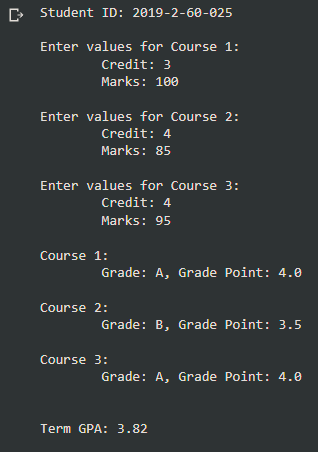 Student ID: 2019-2-60-025
Enter values for Course 1:
Credit: 3
Marks: 100
Enter values for Course 2:
Credit: 4
Marks: 85
Enter values for Course 3:
Credit: 4
Marks: 95
Course 1:
Grade: A, Grade Point: 4.0
Course 2:
Grade: B, Grade Point: 3.5
Course 3:
Grade: A, Grade Point: 4.0
Term GPA: 3.82